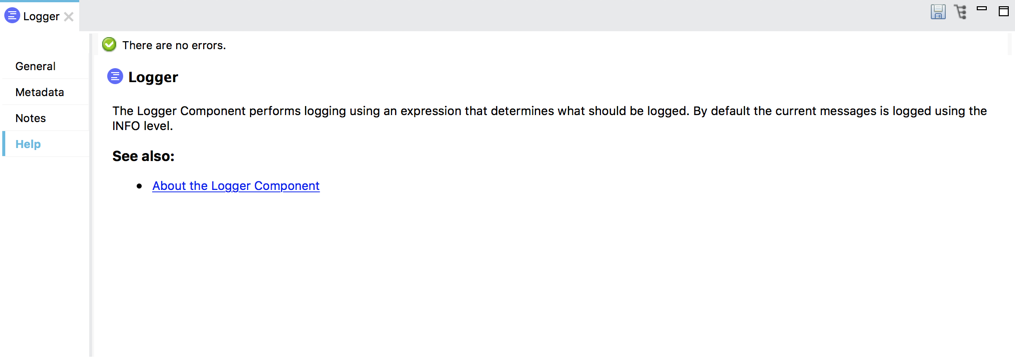 Logger
There are no errors.
General
Metadata
Notes
Help
Logger
The Logger Component performs logging using an expression that determines what should be logged. By default the current messages is logged using the
INFO level.
See also:
• About the Logger Component